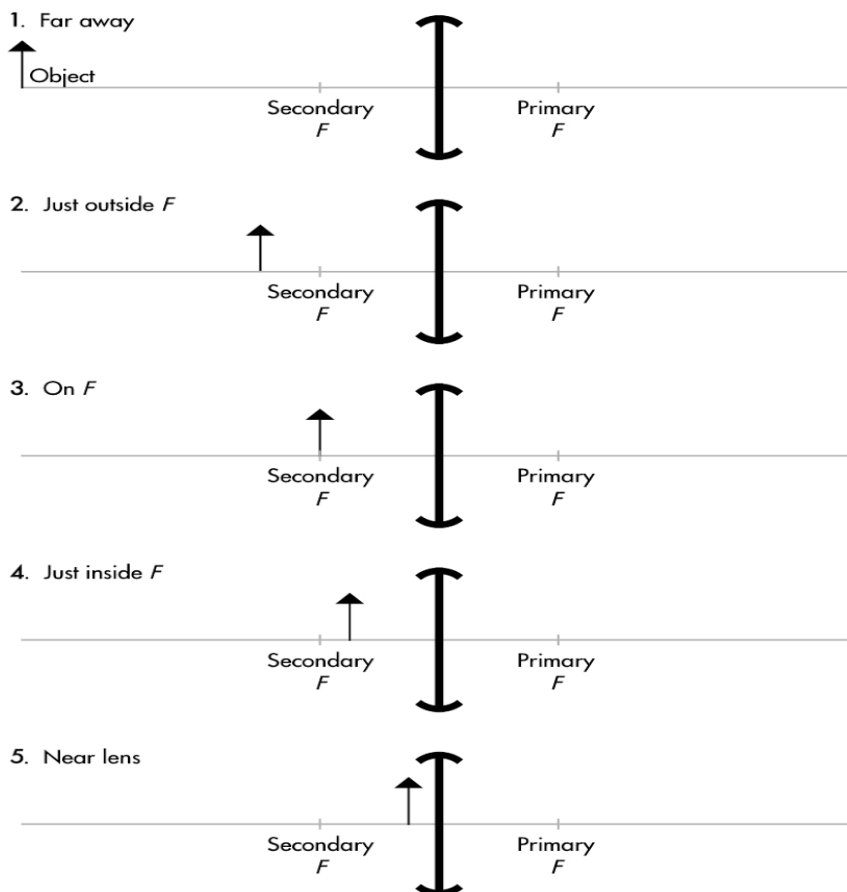 1. Far away
Object
Secondary Primary
F F
2. Just outside F
Secondary Primary
F F
3. On F
Secondary Primary
F F
4. Just inside F
Secondary Primary
F F
5. Near lens
Secondary Primary
F F